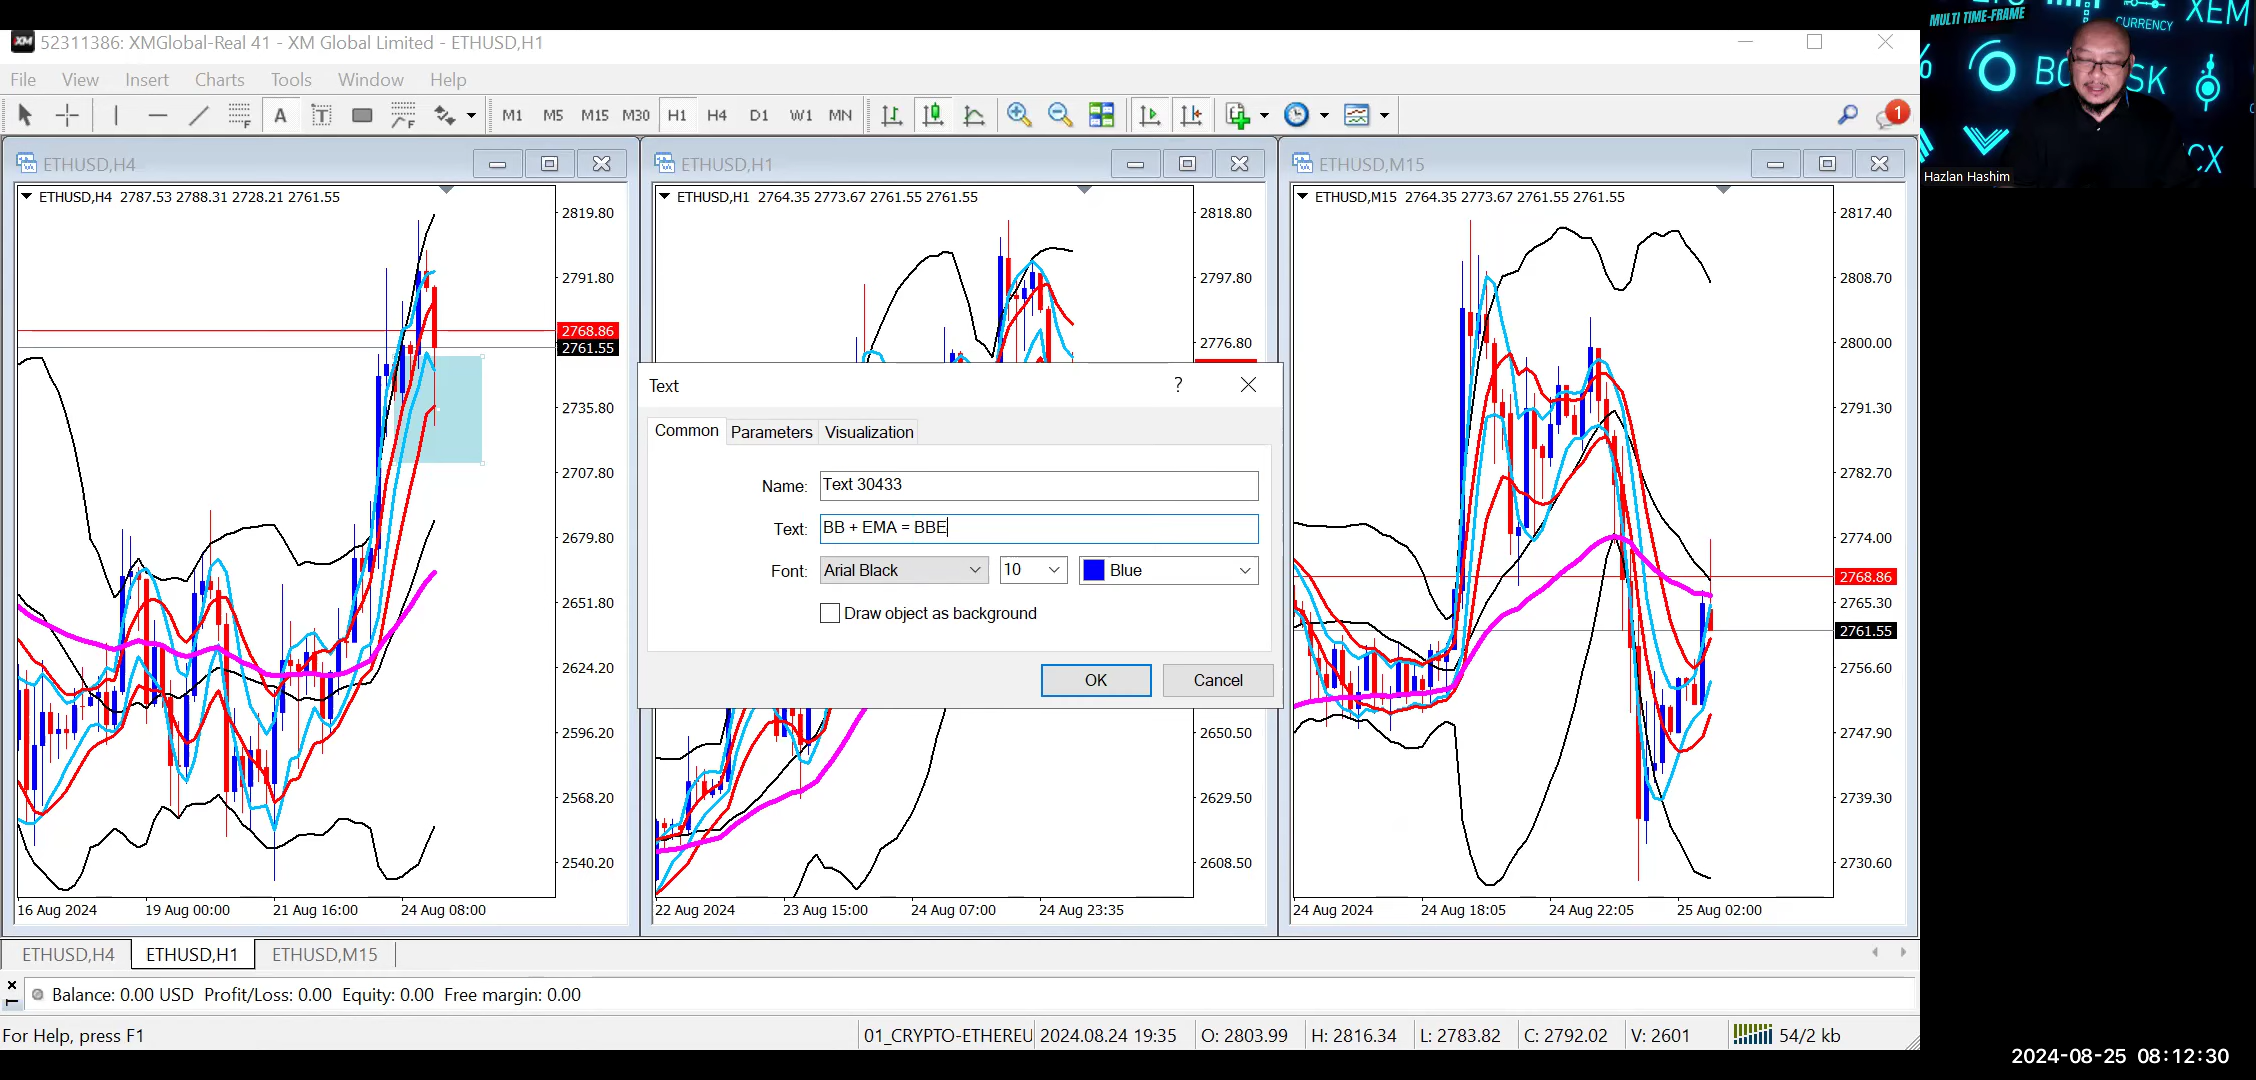 52311386: XMGlobal-Real 41 - XM Global Limited - ETHUSD,H1
File View Insert Charts Tools Window Help
M1 M5 M15 M30 H1 H4 D1 W1 MN
1
ETHUSD,H4
ETHUSD,H1
ETHUSD,M15
ETHUSD,H4 2787.53 2788.31 2728.21 2761.55
2819.80
2791.80
2768.86
2761.55
2735.80
2707.80
2679.80
2651.80
2624.20
2596.20
2568.20
2540.20
16 Aug 2024 19 Aug 00:00 21 Aug 16:00 24 Aug 08:00
ETHUSD,H1 2764.35 2773.67 2761.55 2761.55
2818.80
2797.80
2776.80
2650.50
2629.50
2608.50
22 Aug 2024 23 Aug 15:00 24 Aug 07:00 24 Aug 23:35
ETHUSD,M15 2764.35 2773.67 2761.55 2761.55
2817.40
2808.70
2800.00
2791.30
2782.70
2774.00
2768.86
2765.30
2761.55
2756.60
2747.90
2739.30
2730.60
24 Aug 2024 24 Aug 18:05 24 Aug 22:05 25 Aug 02:00
Text ?
Common Parameters Visualization
Name: Text 30433
Text: BB + EMA = BBE
Font: Arial Black 10 Blue
Draw object as background
OK Cancel
ETHUSD,H4 ETHUSD,H1 ETHUSD,M15
Balance: 0.00 USD Profit/Loss: 0.00 Equity: 0.00 Free margin: 0.00
For Help, press F1
01_CRYPTO-ETHEREU 2024.08.24 19:35 O: 2803.99 H: 2816.34 L: 2783.82 C: 2792.02 V: 2601 54/2 kb
MULTI TIME-FRAME
CURRENCY
XEM
Hazlan Hashim
2024-08-25 08:12:30